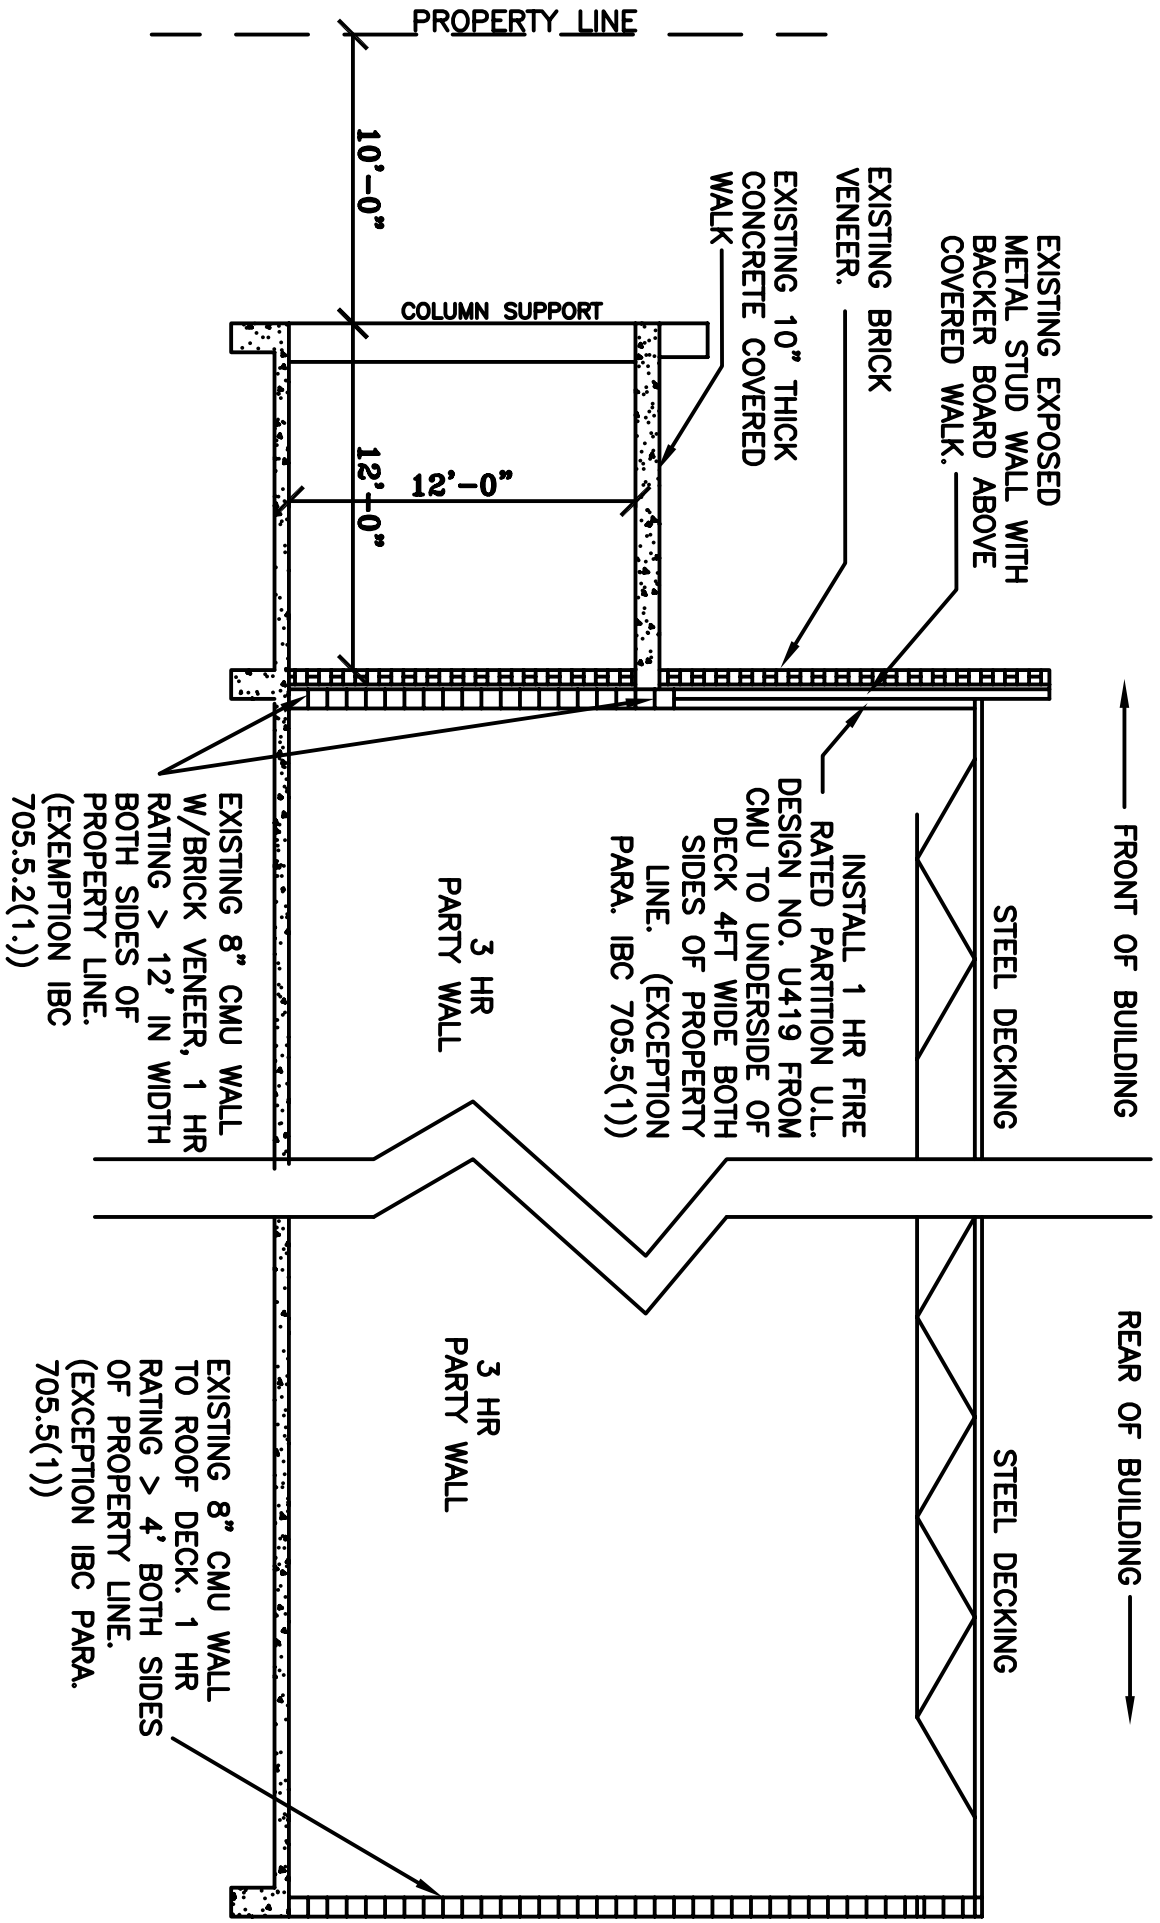 PROPERTY LINE
10'-0"
12'-0"
12'-0"
COLUMN SUPPORT
EXISTING EXPOSED
METAL STUD WALL WITH
BACKER BOARD ABOVE
COVERED WALK.
EXISTING BRICK
VENEER.
EXISTING 10" THICK
CONCRETE COVERED
WALK
FRONT OF BUILDING
REAR OF BUILDING
STEEL DECKING
STEEL DECKING
INSTALL 1 HR FIRE
RATED PARTITION U.L.
DESIGN NO. U419 FROM
CMU TO UNDERSIDE OF
DECK 4FT WIDE BOTH
SIDES OF PROPERTY
LINE. (EXCEPTION
PARA. IBC 705.5(1))
3 HR
PARTY WALL
3 HR
PARTY WALL
EXISTING 8" CMU WALL
W/BRICK VENEER, 1 HR
RATING > 12' IN WIDTH
BOTH SIDES OF
PROPERTY LINE.
(EXEMPTION IBC
705.5.2(1.))
EXISTING 8" CMU WALL
TO ROOF DECK. 1 HR
RATING > 4' BOTH SIDES
OF PROPERTY LINE.
(EXCEPTION IBC PARA.
705.5(1))